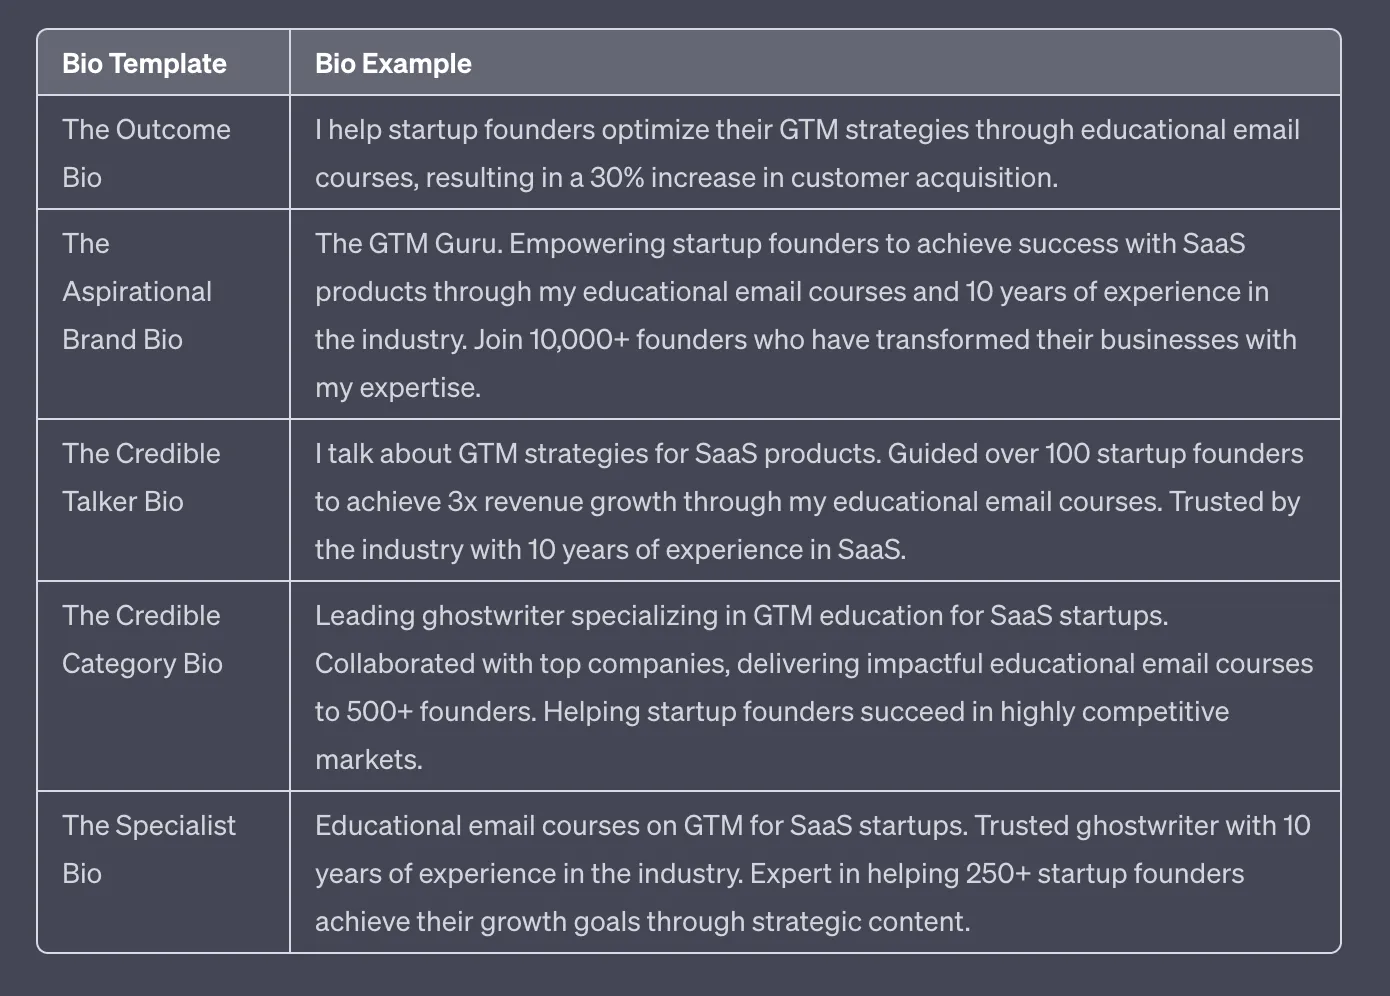 Bio Template
Bio Example
The Outcome
Bio
I help startup founders optimize their GTM strategies through educational email
courses, resulting in a 30% increase in customer acquisition.
The
Aspirational
Brand Bio
The GTM Guru. Empowering startup founders to achieve success with SaaS
products through my educational email courses and 10 years of experience in
the industry. Join 10,000+ founders who have transformed their businesses with
my expertise.
The Credible
Talker Bio
I talk about GTM strategies for SaaS products. Guided over 100 startup founders
to achieve 3x revenue growth through my educational email courses. Trusted by
the industry with 10 years of experience in SaaS.
The Credible
Category Bio
Leading ghostwriter specializing in GTM education for SaaS startups.
Collaborated with top companies, delivering impactful educational email courses
to 500+ founders. Helping startup founders succeed in highly competitive
markets.
The Specialist
Bio
Educational email courses on GTM for SaaS startups. Trusted ghostwriter with 10
years of experience in the industry. Expert in helping 250+ startup founders
achieve their growth goals through strategic content.